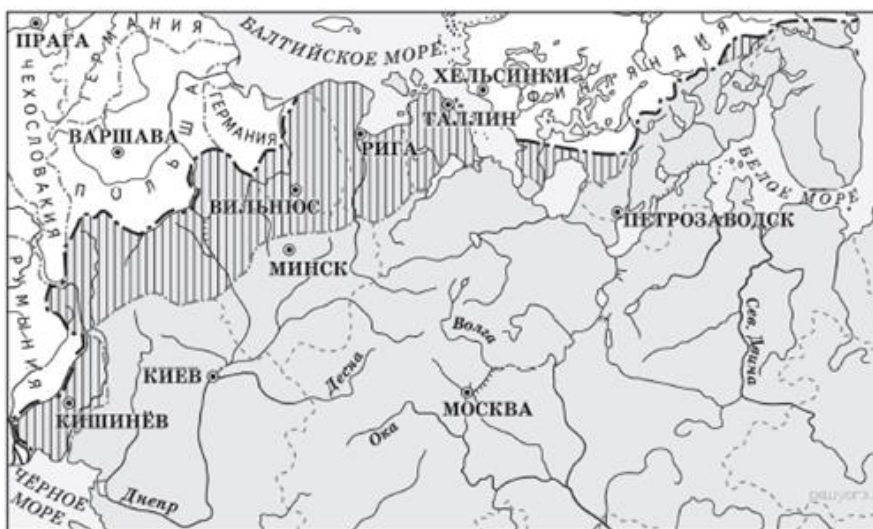 ПРАГА
ГЕРМАНИЯ
ЧЕХОСЛОВАКИЯ
БАЛТИЙСКОЕ МОРЕ
ХЕЛЬСИНКИ
ФИНЛЯНДИЯ
ВАРШАВА
ПОЛЬША
ГЕРМАНИЯ
ТАЛЛИН
РИГА
БЕЛОЕ МОРЕ
ВИЛЬНЮС
ПЕТРОЗАВОДСК
МИНСК
РУМЫНИЯ
Волга
Сев. Двина
КИЕВ
Десна
МОСКВА
КИШИНЁВ
Ока
ЧЁРНОЕ
МОРЕ
Днепр